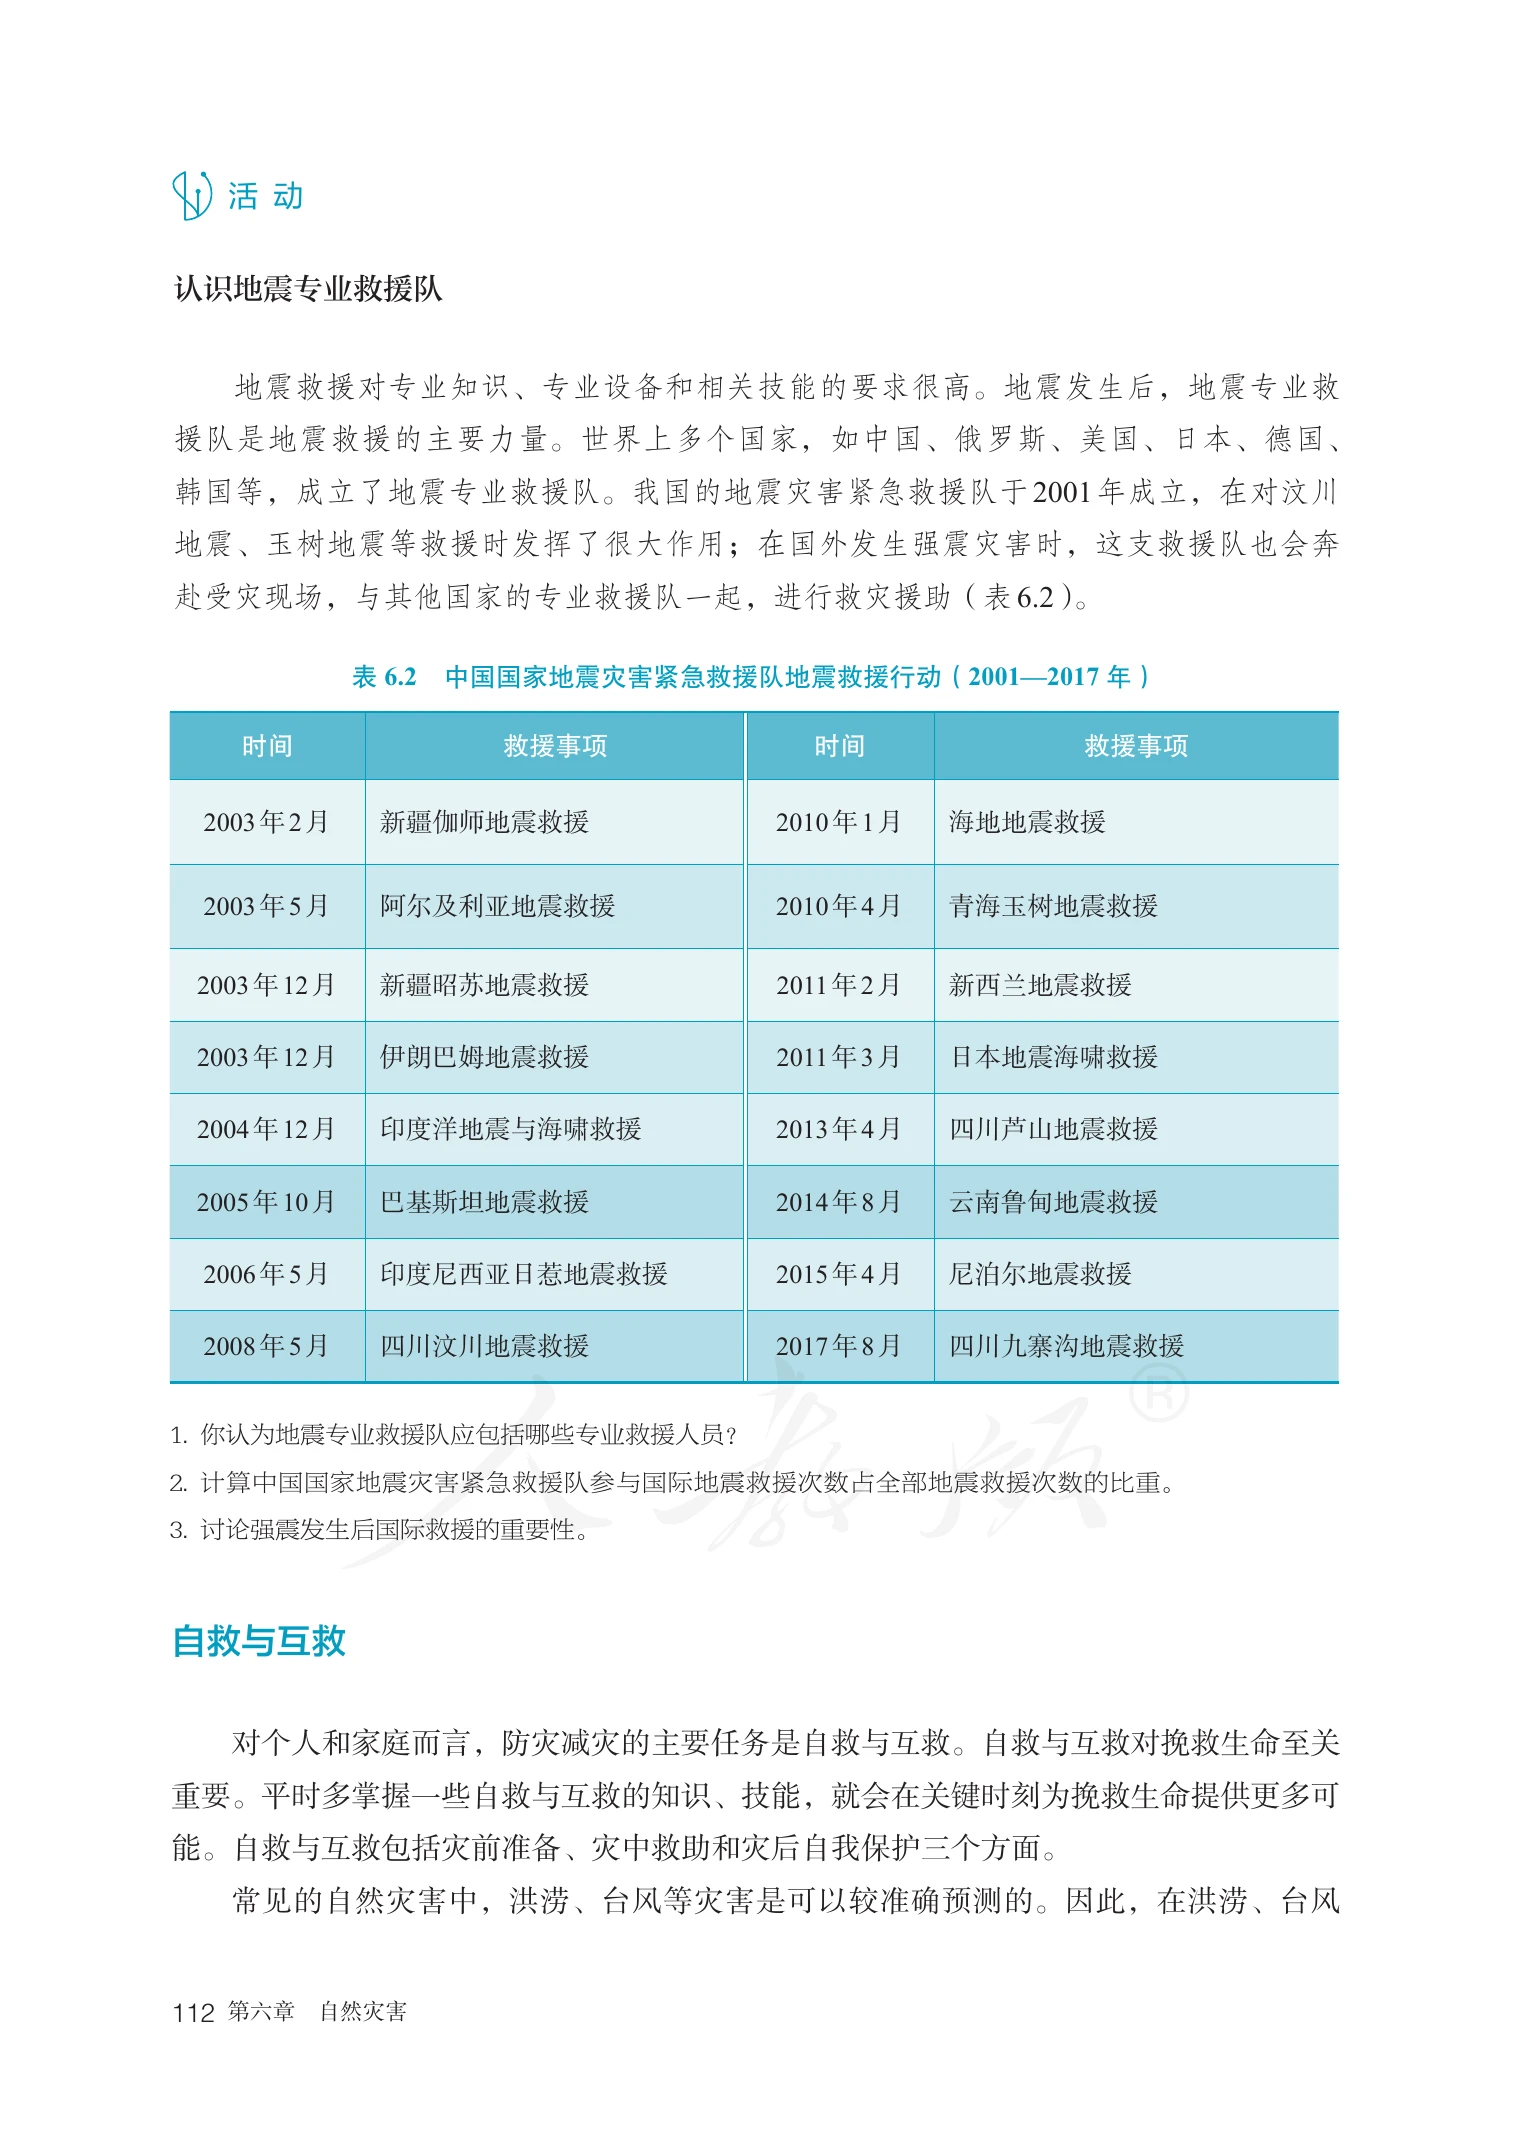 活动
认识地震专业救援队
地震救援对专业知识、专业设备和相关技能的要求很高。地震发生后，地震专业救
援队是地震救援的主要力量。世界上多个国家，如中国、俄罗斯、美国、日本、德国、
韩国等，成立了地震专业救援队。我国的地震灾害紧急救援队于2001年成立，在对汶川
地震、玉树地震等救援时发挥了很大作用；在国外发生强震灾害时，这支救援队也会奔
赴受灾现场，与其他国家的专业救援队一起，进行救灾援助（表6.2）。
表 6.2 中国国家地震灾害紧急救援队地震救援行动（2001—2017 年）
时间 救援事项 时间 救援事项
2003年2月 新疆伽师地震救援 2010年1月 海地地震救援
2003年5月 阿尔及利亚地震救援 2010年4月 青海玉树地震救援
2003年12月 新疆昭苏地震救援 2011年2月 新西兰地震救援
2003年12月 伊朗巴姆地震救援 2011年3月 日本地震海啸救援
2004年12月 印度洋地震与海啸救援 2013年4月 四川芦山地震救援
2005年10月 巴基斯坦地震救援 2014年8月 云南鲁甸地震救援
2006年5月 印度尼西亚日惹地震救援 2015年4月 尼泊尔地震救援
2008年5月 四川汶川地震救援 2017年8月 四川九寨沟地震救援
人教版®
1. 你认为地震专业救援队应包括哪些专业救援人员？
2. 计算中国国家地震灾害紧急救援队参与国际地震救援次数占全部地震救援次数的比重。
3. 讨论强震发生后国际救援的重要性。
自救与互救
对个人和家庭而言，防灾减灾的主要任务是自救与互救。自救与互救对挽救生命至关
重要。平时多掌握一些自救与互救的知识、技能，就会在关键时刻为挽救生命提供更多可
能。自救与互救包括灾前准备、灾中救助和灾后自我保护三个方面。
常见的自然灾害中，洪涝、台风等灾害是可以较准确预测的。因此，在洪涝、台风
112 第六章 自然灾害